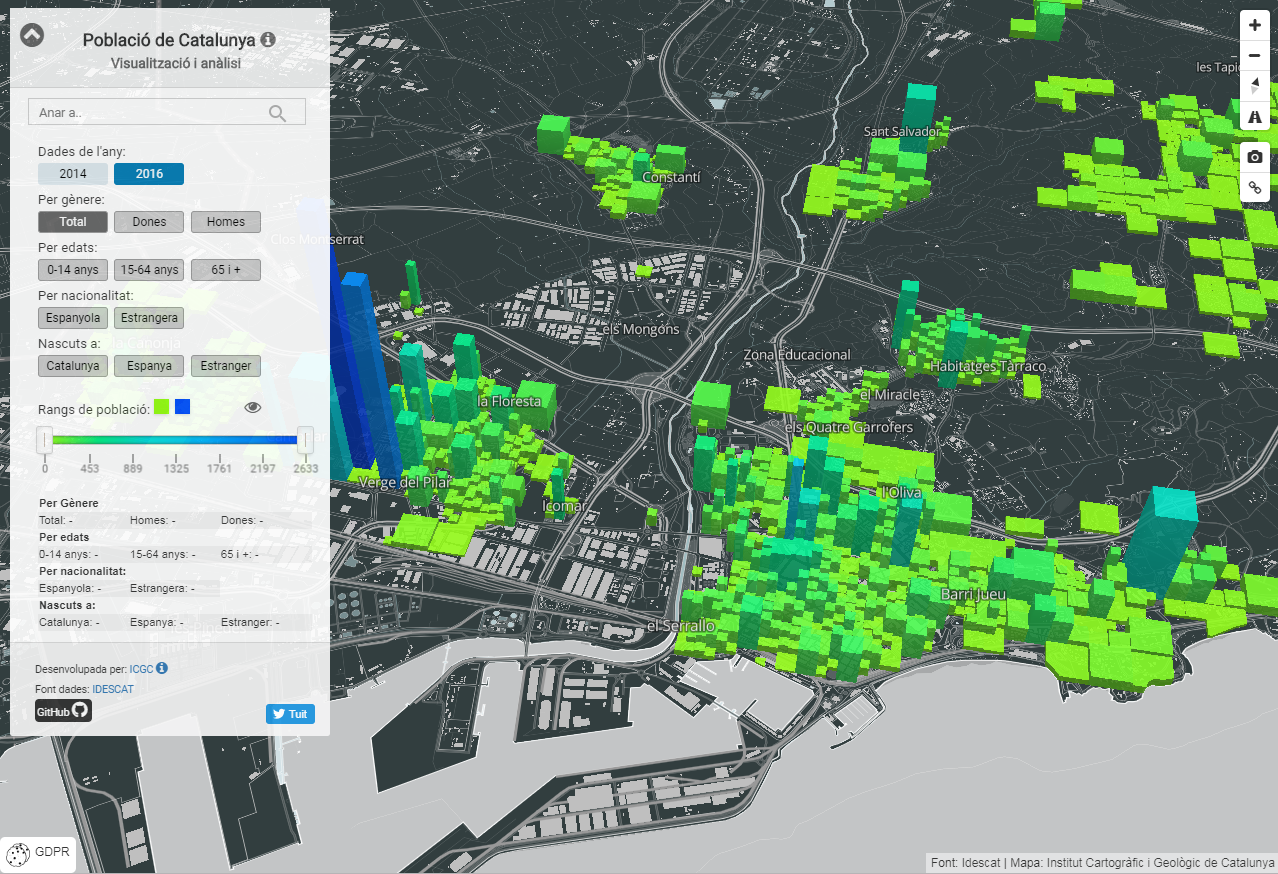 Població de Catalunya
Visualització i anàlisi
Anar a..
Dades de l'any:
2014 2016
Per gènere:
Total Dones Homes
Per edats:
0-14 anys 15-64 anys 65 i +
Per nacionalitat:
Espanyola Estrangera
Nascuts a:
Catalunya Espanya Estranger
Rangs de població:
0 453 889 1325 1761 2197 2633
Per Gènere
Total: - Homes: - Dones: -
Per edats
0-14 anys: - 15-64 anys: - 65 i +: -
Per nacionalitat:
Espanyola: - Estrangera: -
Nascuts a:
Catalunya: - Espanya: - Estranger: -
Desenvolupada per: ICGC
Font dades: IDESCAT
GitHub
Tuit
GDPR
les Tapi
Sant Salvador
Constantí
Clos Montserrat
els Mongons
Zona Educacional
Habitatges Tarraco
el Miracle
la Floresta
els Quatre Garrofers
Verge del Pilar
l'Oliva
Icomar
Barri Jueu
el Serrallo
Font: Idescat | Mapa: Institut Cartogràfic i Geològic de Catalunya